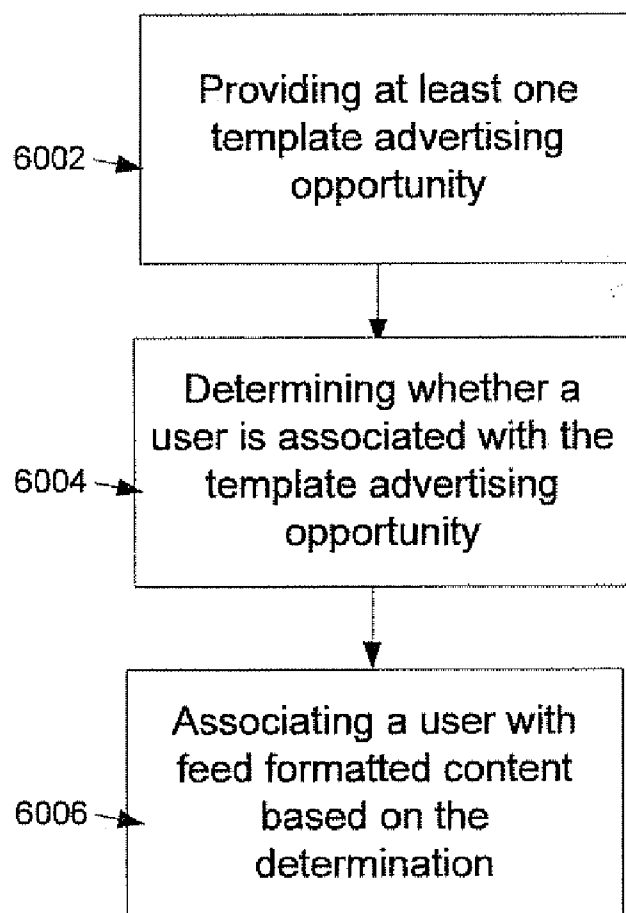 Providing at least one
template advertising
opportunity
6002
Determining whether a
user is associated with the
template advertising
opportunity
6004
Associating a user with
feed formatted content
based on the
determination
6006